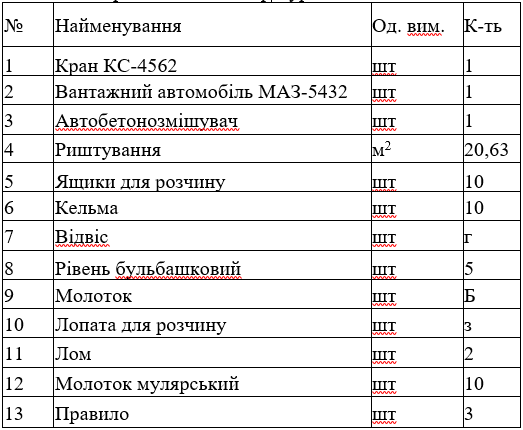 № Найменування Од. вим. К-ть
1 Кран КС-4562 шт 1
2 Вантажний автомобіль МАЗ-5432 шт 1
3 Автобетонозмішувач шт 1
4 Риштування м² 20,63
5 Ящики для розчину шт 10
6 Кельма шт 10
7 Відвіс шт г
8 Рівень бульбашковий шт 5
9 Молоток шт Б
10 Лопата для розчину шт з
11 Лом шт 2
12 Молоток мулярський шт 10
13 Правило шт 3